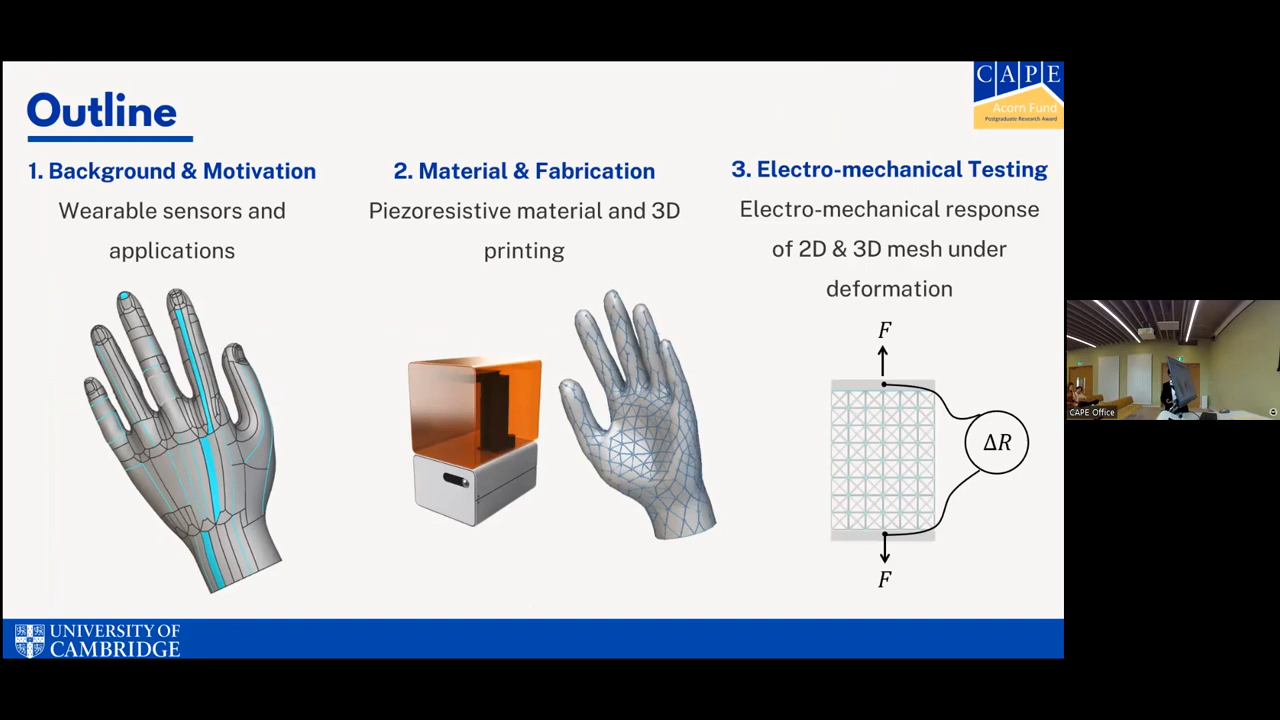 CAPE
Acorn Fund
Postgraduate Research Award
Outline
1. Background & Motivation
Wearable sensors and
applications
2. Material & Fabrication
Piezoresistive material and 3D
printing
3. Electro-mechanical Testing
Electro-mechanical response
of 2D & 3D mesh under
deformation
F
ΔR
F
UNIVERSITY OF
CAMBRIDGE
CAPE Office